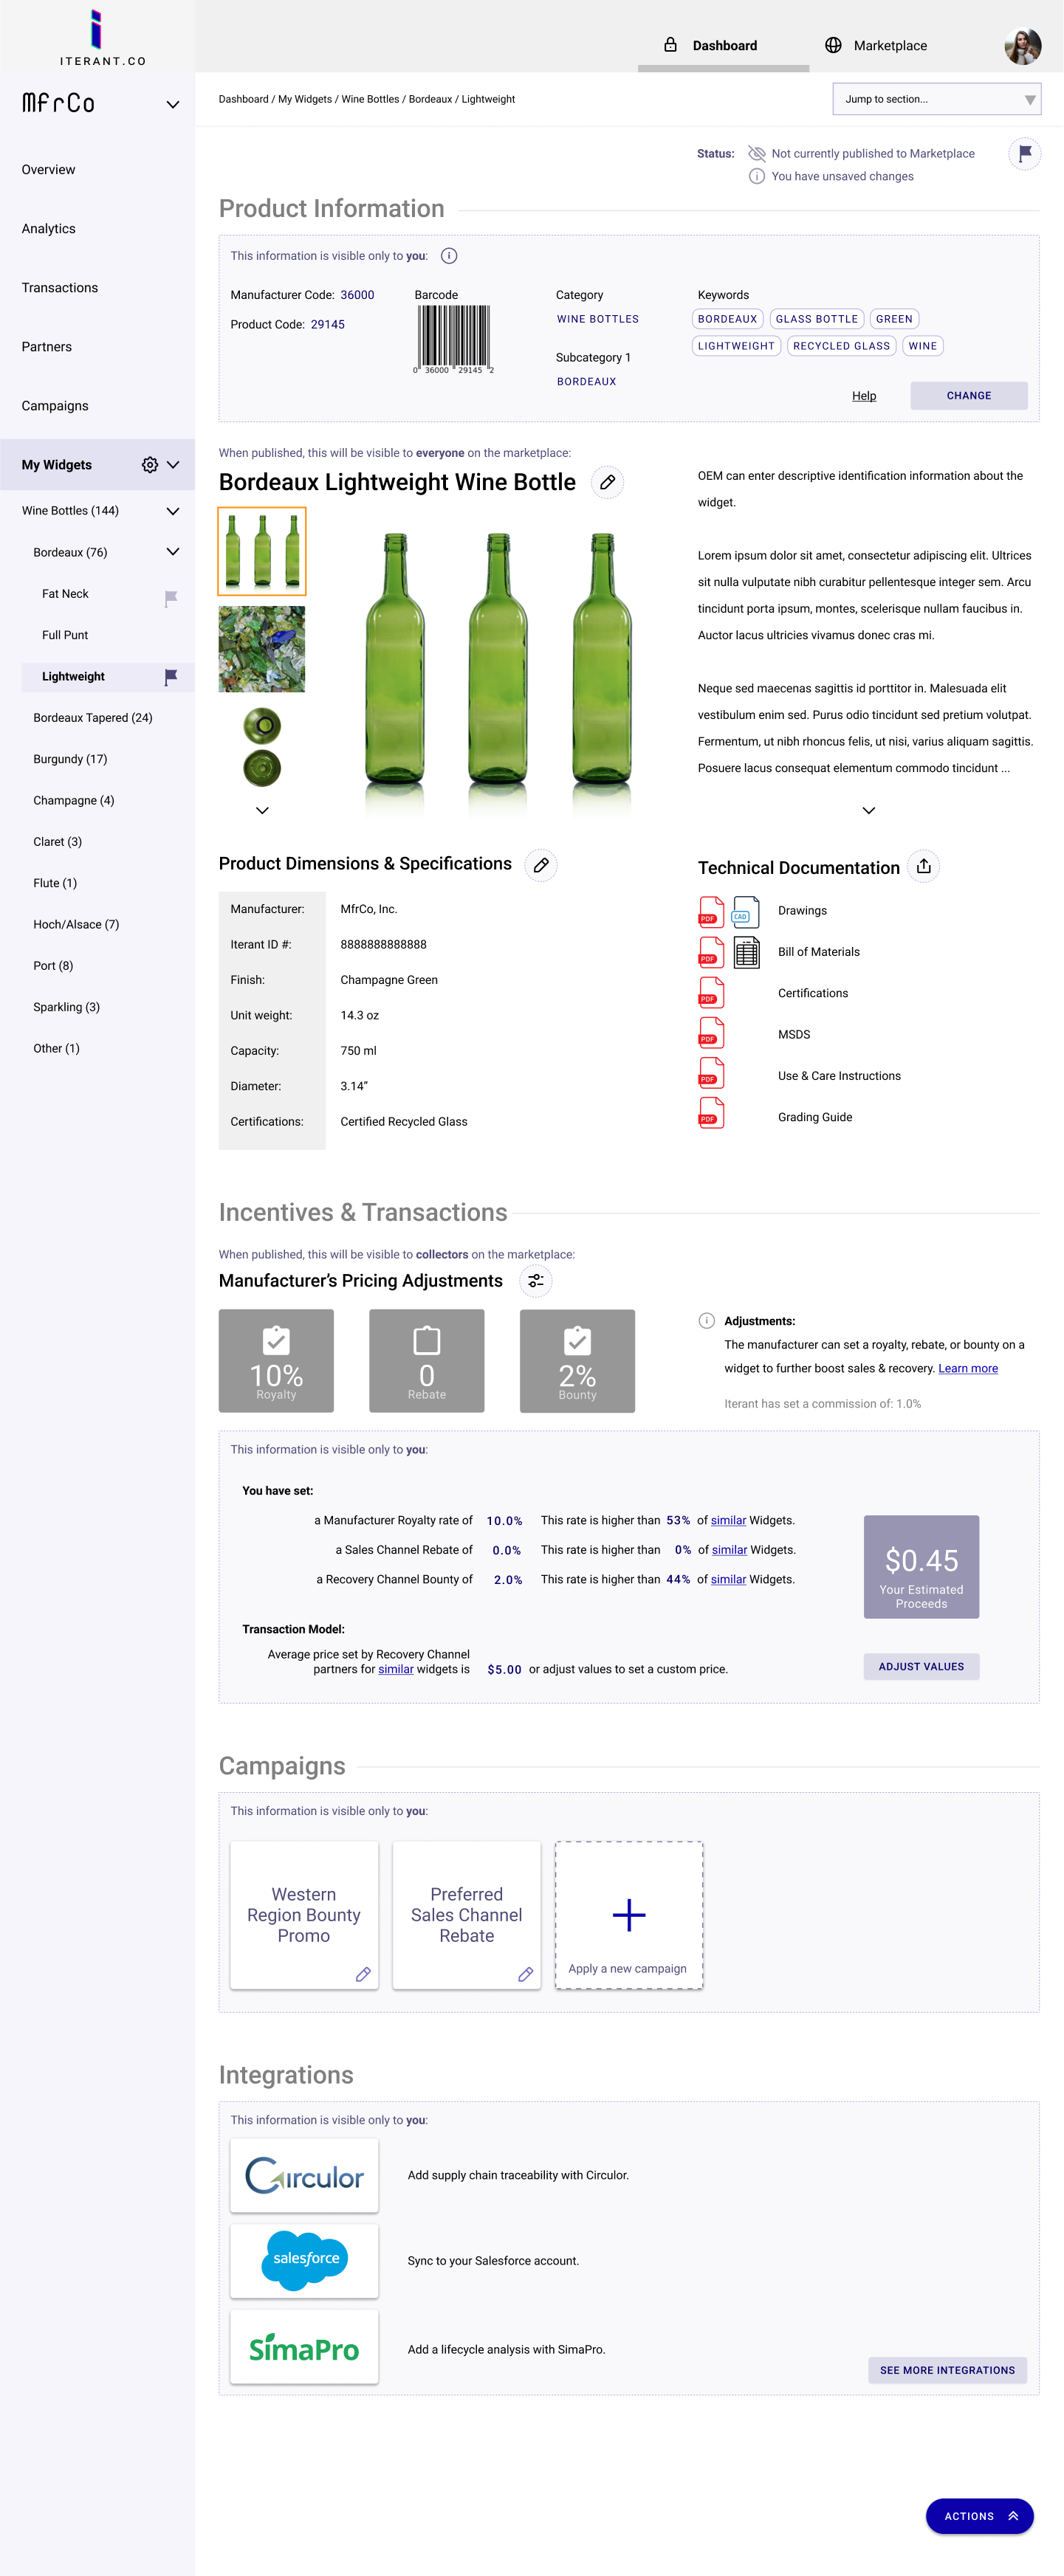 ITERANT.CO
Dashboard
Marketplace
MfrCo
Overview
Analytics
Transactions
Partners
Campaigns
My Widgets
Wine Bottles (144)
Bordeaux (76)
Fat Neck
Full Punt
Lightweight
Bordeaux Tapered (24)
Burgundy (17)
Champagne (4)
Claret (3)
Flute (1)
Hoch/Alsace (7)
Port (8)
Sparkling (3)
Other (1)
Dashboard / My Widgets / Wine Bottles / Bordeaux / Lightweight
Jump to section...
Status: Not currently published to Marketplace
You have unsaved changes
Product Information
This information is visible only to you:
Manufacturer Code: 36000
Product Code: 29145
Barcode
0 36000 29145 2
Category
WINE BOTTLES
Subcategory 1
BORDEAUX
Keywords
BORDEAUX GLASS BOTTLE GREEN
LIGHTWEIGHT RECYCLED GLASS WINE
Help
CHANGE
When published, this will be visible to everyone on the marketplace:
Bordeaux Lightweight Wine Bottle
OEM can enter descriptive identification information about the
widget.
Lorem ipsum dolor sit amet, consectetur adipiscing elit. Ultrices
sit nulla vulputate nibh curabitur pellentesque integer sem. Arcu
tincidunt porta ipsum, montes, scelerisque nullam faucibus in.
Auctor lacus ultricies vivamus donec cras mi.
Neque sed maecenas sagittis id porttitor in. Malesuada elit
vestibulum enim sed. Purus odio tincidunt sed pretium volutpat.
Fermentum, ut nibh rhoncus felis, ut nisi, varius aliquam sagittis.
Posuere lacus consequat elementum commodo tincidunt ...
Product Dimensions & Specifications
Manufacturer: MfrCo, Inc.
Iterant ID #: 8888888888888
Finish: Champagne Green
Unit weight: 14.3 oz
Capacity: 750 ml
Diameter: 3.14”
Certifications: Certified Recycled Glass
Technical Documentation
PDF CAD Drawings
PDF Bill of Materials
PDF Certifications
PDF MSDS
PDF Use & Care Instructions
PDF Grading Guide
Incentives & Transactions
When published, this will be visible to collectors on the marketplace:
Manufacturer’s Pricing Adjustments
10%
Royalty
0
Rebate
2%
Bounty
Adjustments:
The manufacturer can set a royalty, rebate, or bounty on a
widget to further boost sales & recovery. Learn more
Iterant has set a commission of: 1.0%
This information is visible only to you:
You have set:
a Manufacturer Royalty rate of 10.0% This rate is higher than 53% of similar Widgets.
a Sales Channel Rebate of 0.0% This rate is higher than 0% of similar Widgets.
a Recovery Channel Bounty of 2.0% This rate is higher than 44% of similar Widgets.
$0.45
Your Estimated
Proceeds
Transaction Model:
Average price set by Recovery Channel
partners for similar widgets is $5.00 or adjust values to set a custom price.
ADJUST VALUES
Campaigns
This information is visible only to you:
Western
Region Bounty
Promo
Preferred
Sales Channel
Rebate
Apply a new campaign
Integrations
This information is visible only to you:
Circulor
Add supply chain traceability with Circulor.
salesforce
Sync to your Salesforce account.
SimaPro
Add a lifecycle analysis with SimaPro.
SEE MORE INTEGRATIONS
ACTIONS